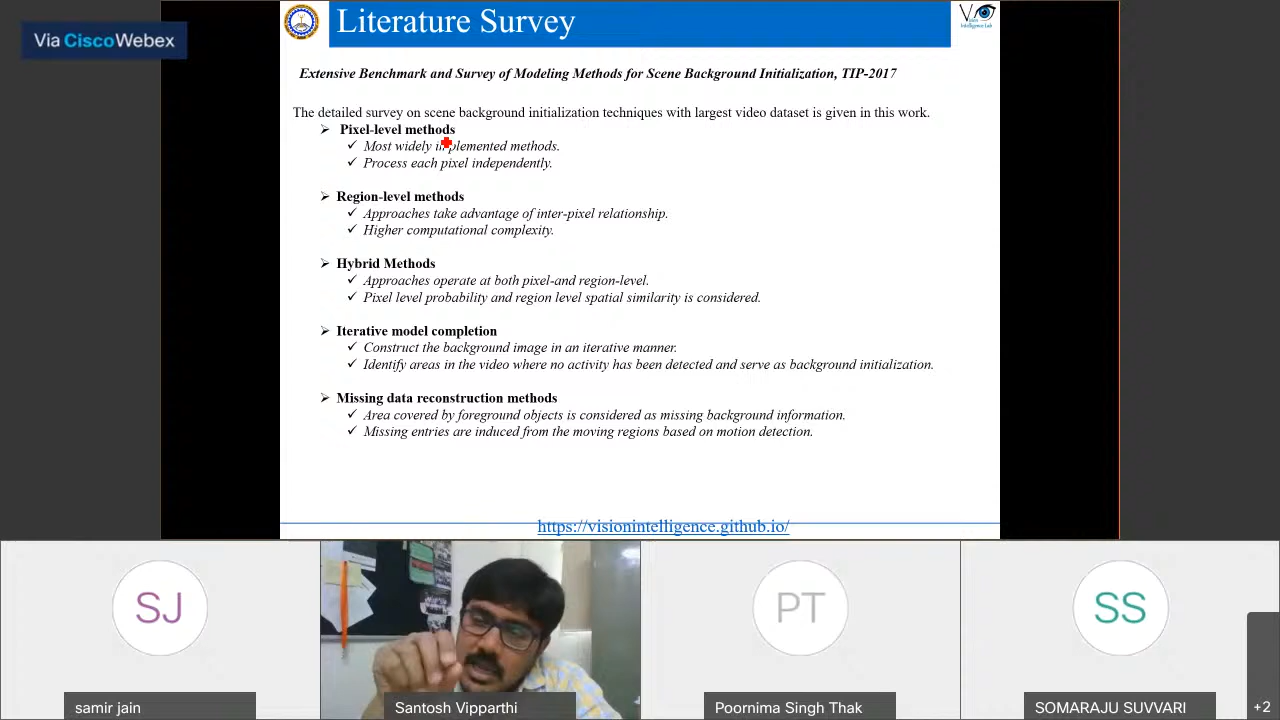 Via Cisco Webex
Literature Survey
Extensive Benchmark and Survey of Modeling Methods for Scene Background Initialization, TIP-2017
The detailed survey on scene background initialization techniques with largest video dataset is given in this work.
➢ Pixel-level methods
✓ Most widely implemented methods.
✓ Process each pixel independently.
➢ Region-level methods
✓ Approaches take advantage of inter-pixel relationship.
✓ Higher computational complexity.
➢ Hybrid Methods
✓ Approaches operate at both pixel-and region-level.
✓ Pixel level probability and region level spatial similarity is considered.
➢ Iterative model completion
✓ Construct the background image in an iterative manner.
✓ Identify areas in the video where no activity has been detected and serve as background initialization.
➢ Missing data reconstruction methods
✓ Area covered by foreground objects is considered as missing background information.
✓ Missing entries are induced from the moving regions based on motion detection.
https://visionintelligence.github.io/
SJ
PT
SS
samir jain
Santosh Vipparthi
Poornima Singh Thak
SOMARAJU SUVVARI
+2